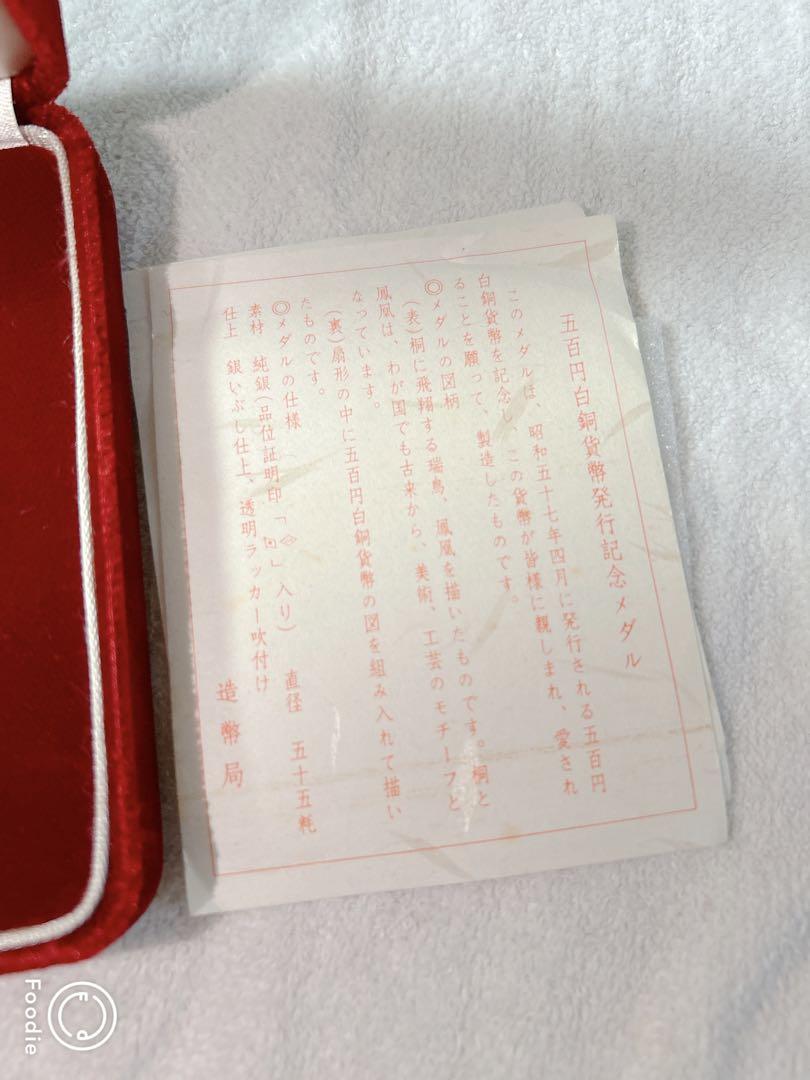 五百円白銅貨幣発行記念メダル
このメダルは、昭和五十七年四月に発行される五百円
白銅貨幣を記念し、この貨幣が皆様に親しまれ、愛され
ることを願って、製造したものです。
◎メダルの図柄
(表)桐に飛翔する瑞鳥、鳳凰を描いたものです。桐と
鳳凰は、わが国でも古来から、美術、工芸のモチーフと
なっています。
(裏)扇形の中に五百円白銅貨幣の図を組み入れて描い
たものです。
◎メダルの仕様 直径 五十五粍
素材 純銀(品位証明印「」入り)
仕上 銀いぶし仕上、透明ラッカー吹付け
造幣局
Foodie